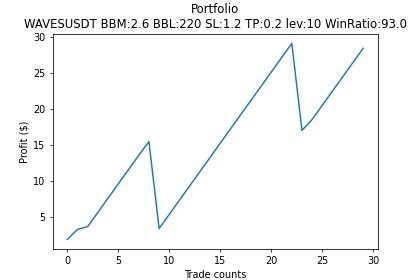 Portfolio
WAVESUSDT BBM:2.6 BBL:220 SL:1.2 TP:0.2 lev:10 WinRatio:93.0
30
25
20
15
10
5
Profit ($)
0 5 10 15 20 25 30
Trade counts